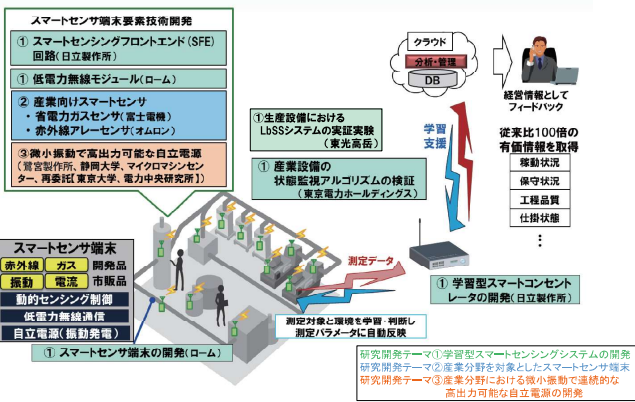 スマートセンサ端末要素技術開発
① スマートセンシングフロントエンド(SFE)
回路(日立製作所)
① 低電力無線モジュール(ローム)
② 産業向けスマートセンサ
・省電力ガスセンサ(富士電機)
・赤外線アレーセンサ(オムロン)
③微小振動で高出力可能な自立電源
(鷺宮製作所、静岡大学、マイクロマシンセン
ター、再委託【東京大学、電力中央研究所】)
クラウド
分析・管理
DB
経営情報として
フィードバック
①生産設備における
LbSSシステムの実証実験
(東光高岳)
学習
支援
従来比100倍の
有価情報を取得
稼動状況
保守状況
工程品質
仕掛状態
⋮
① 産業設備の
状態監視アルゴリズムの検証
(東京電力ホールディングス)
スマートセンサ端末
赤外線 ガス 開発品
振動 電流 市販品
動的センシング制御
低電力無線通信
自立電源(振動発電)
測定データ
① 学習型スマートコンセント
レータの開発(日立製作所)
測定対象と環境を学習・判断し
測定パラメータに自動反映
① スマートセンサ端末の開発(ローム)
研究開発テーマ①学習型スマートセンシングシステムの開発
研究開発テーマ②産業分野を対象としたスマートセンサ端末
研究開発テーマ③産業分野における微小振動で連続的な
高出力可能な自立電源の開発